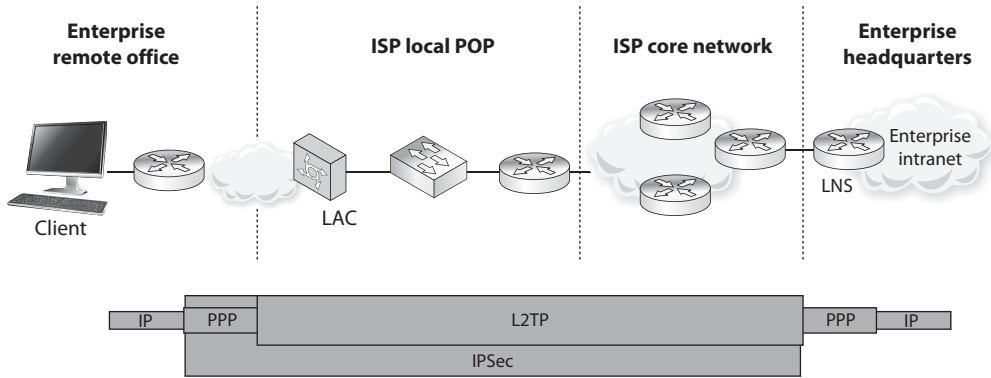 Enterprise
remote office
ISP local POP
ISP core network
Enterprise
headquarters
Enterprise
intranet
LNS
LAC
Client
IP
PPP
L2TP
PPP
IP
IPSec